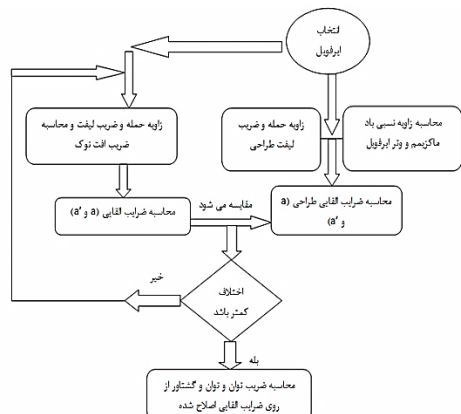 انتخاب
ایرفویل
زاویه حمله و ضریب لیفت و محاسبه
ضریب افت نوک
زاویه حمله و ضریب
لیفت طراحی
محاسبه زاویه نسبی باد
ماکزیمم و وتر ایرفویل
محاسبه ضرایب القایی (a و a′)
مقایسه می شود
محاسبه ضرایب القایی طراحی (a
و a′)
اختلاف
کمتر باشد
خیر
بله
محاسبه ضریب توان و توان و گشتاور از
روی ضرایب القایی اصلاح شده